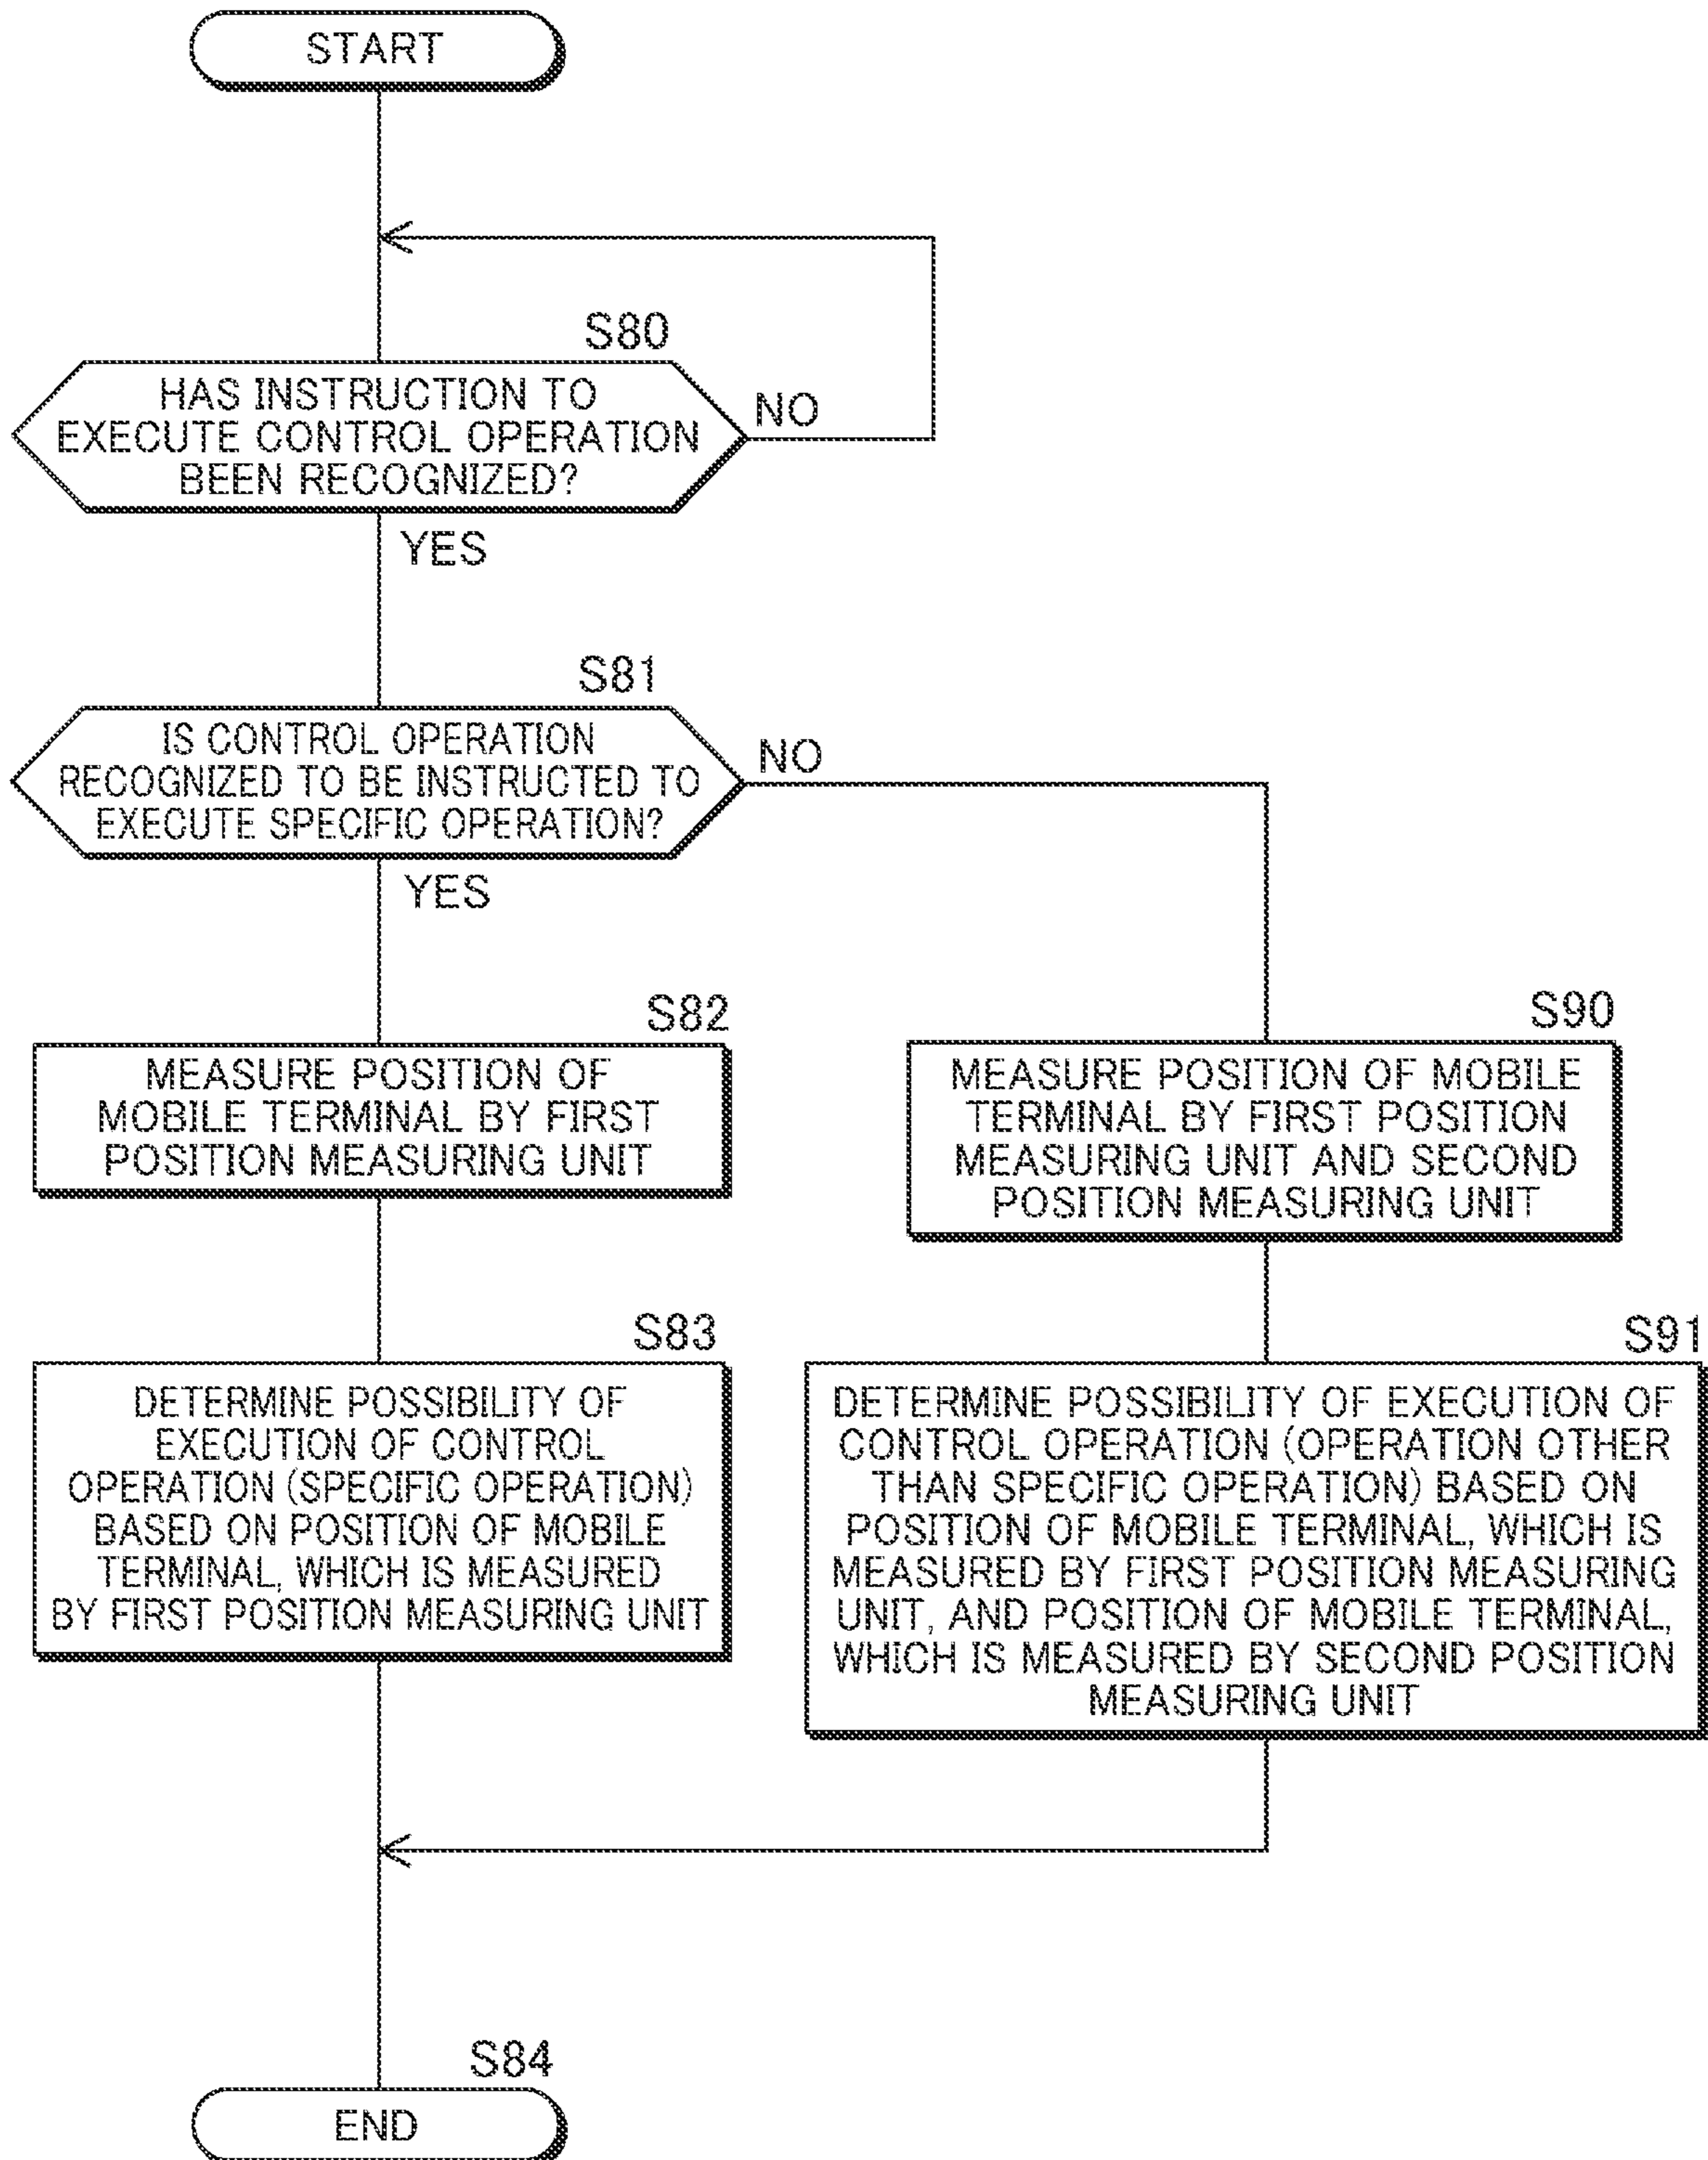 START
S80
HAS INSTRUCTION TO
EXECUTE CONTROL OPERATION
BEEN RECOGNIZED?
NO
YES
S81
IS CONTROL OPERATION
RECOGNIZED TO BE INSTRUCTED TO
EXECUTE SPECIFIC OPERATION?
NO
YES
S82
MEASURE POSITION OF
MOBILE TERMINAL BY FIRST
POSITION MEASURING UNIT
S90
MEASURE POSITION OF MOBILE
TERMINAL BY FIRST POSITION
MEASURING UNIT AND SECOND
POSITION MEASURING UNIT
S83
DETERMINE POSSIBILITY OF
EXECUTION OF CONTROL
OPERATION (SPECIFIC OPERATION)
BASED ON POSITION OF MOBILE
TERMINAL, WHICH IS MEASURED
BY FIRST POSITION MEASURING UNIT
S91
DETERMINE POSSIBILITY OF EXECUTION OF
CONTROL OPERATION (OPERATION OTHER
THAN SPECIFIC OPERATION) BASED ON
POSITION OF MOBILE TERMINAL, WHICH IS
MEASURED BY FIRST POSITION MEASURING
UNIT, AND POSITION OF MOBILE TERMINAL,
WHICH IS MEASURED BY SECOND POSITION
MEASURING UNIT
S84
END